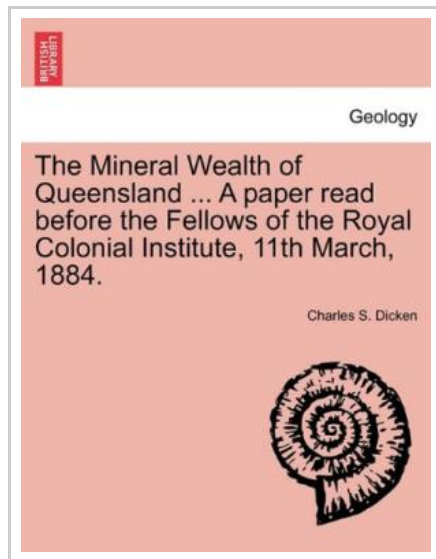 BRITISH
LIBRARY
Geology
The Mineral Wealth of
Queensland ... A paper read
before the Fellows of the Royal
Colonial Institute, 11th March,
1884.
Charles S. Dicken